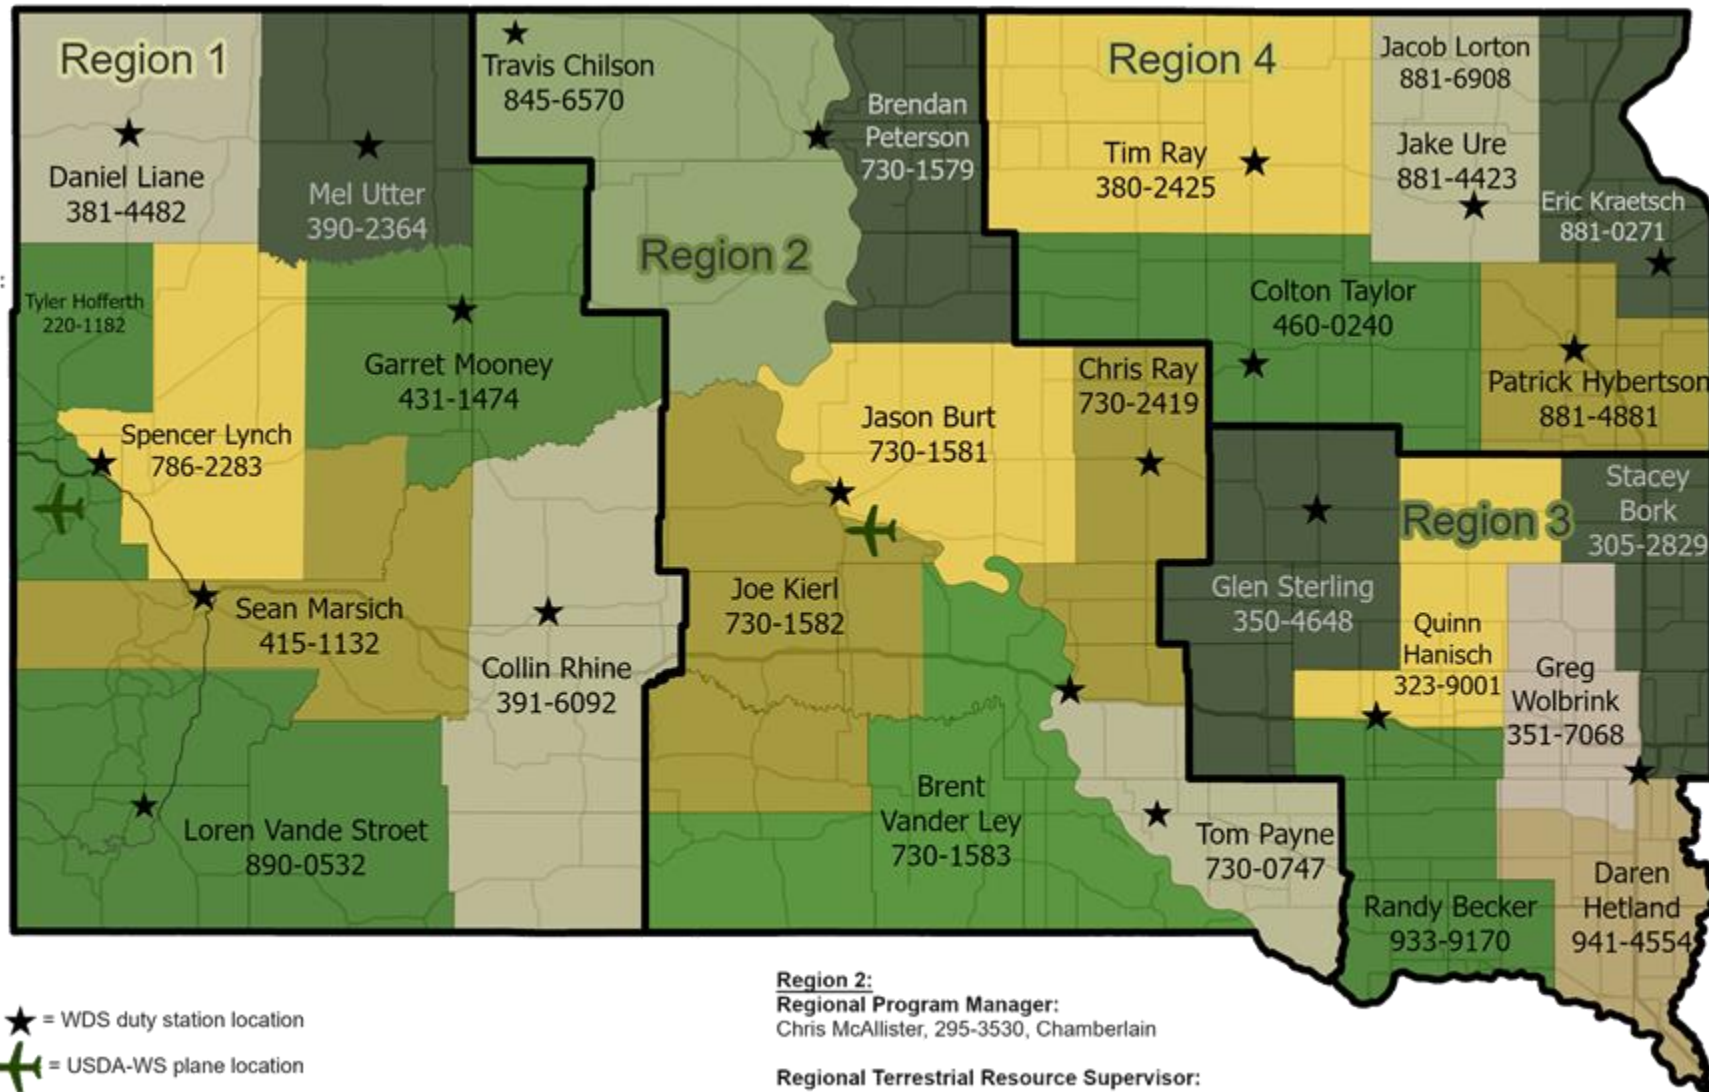 Region 1
Daniel Liane
381-4482
Mel Utter
390-2364
Tyler Hofferth
220-1182
Garret Mooney
431-1474
Spencer Lynch
786-2283
Sean Marsich
415-1132
Collin Rhine
391-6092
Loren Vande Stroet
890-0532
Travis Chilson
845-6570
Region 2
Brendan
Peterson
730-1579
Jason Burt
730-1581
Chris Ray
730-2419
Joe Kierl
730-1582
Brent
Vander Ley
730-1583
Tom Payne
730-0747
Region 4
Tim Ray
380-2425
Jacob Lorton
881-6908
Jake Ure
881-4423
Eric Kraetsch
881-0271
Colton Taylor
460-0240
Patrick Hybertson
881-4881
Region 3
Stacey
Bork
305-2829
Glen Sterling
350-4648
Quinn
Hanisch
323-9001
Greg
Wolbrink
351-7068
Randy Becker
933-9170
Daren
Hetland
941-4554
= WDS duty station location
= USDA-WS plane location
Region 2:
Regional Program Manager:
Chris McAllister, 295-3530, Chamberlain
Regional Terrestrial Resource Supervisor: